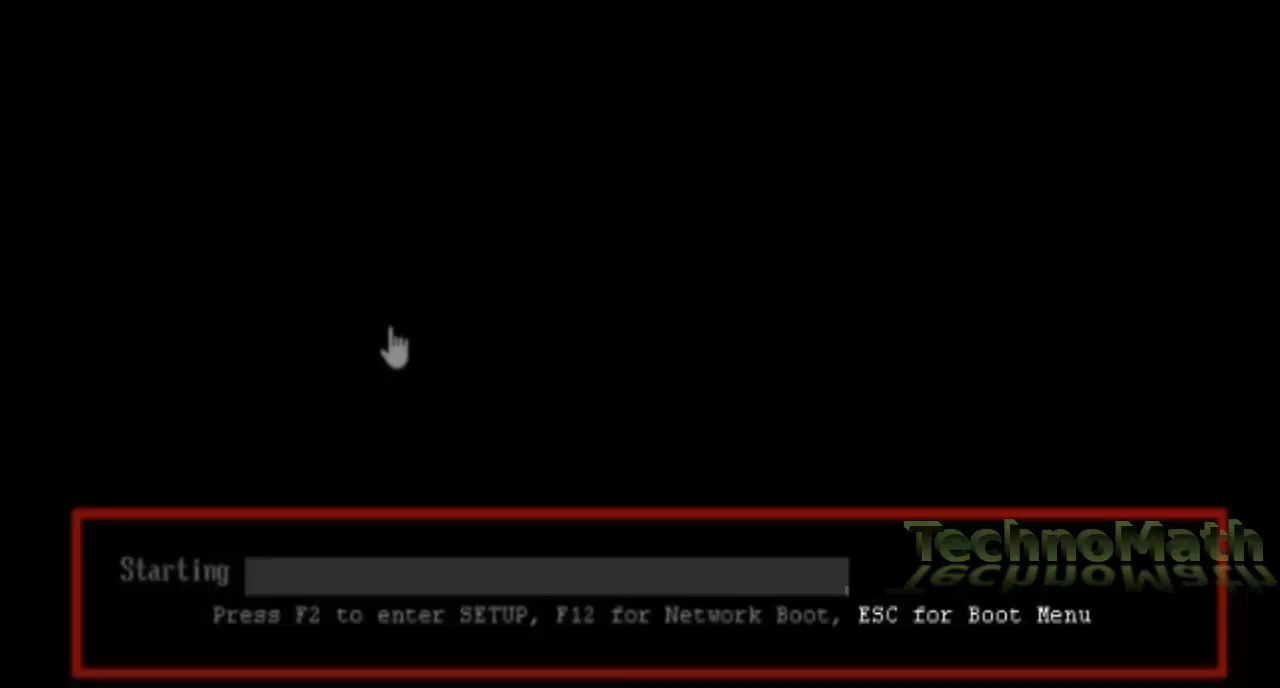 TechnoMath
Starting
Press F2 to enter SETUP, F12 for Network Boot, ESC for Boot Menu